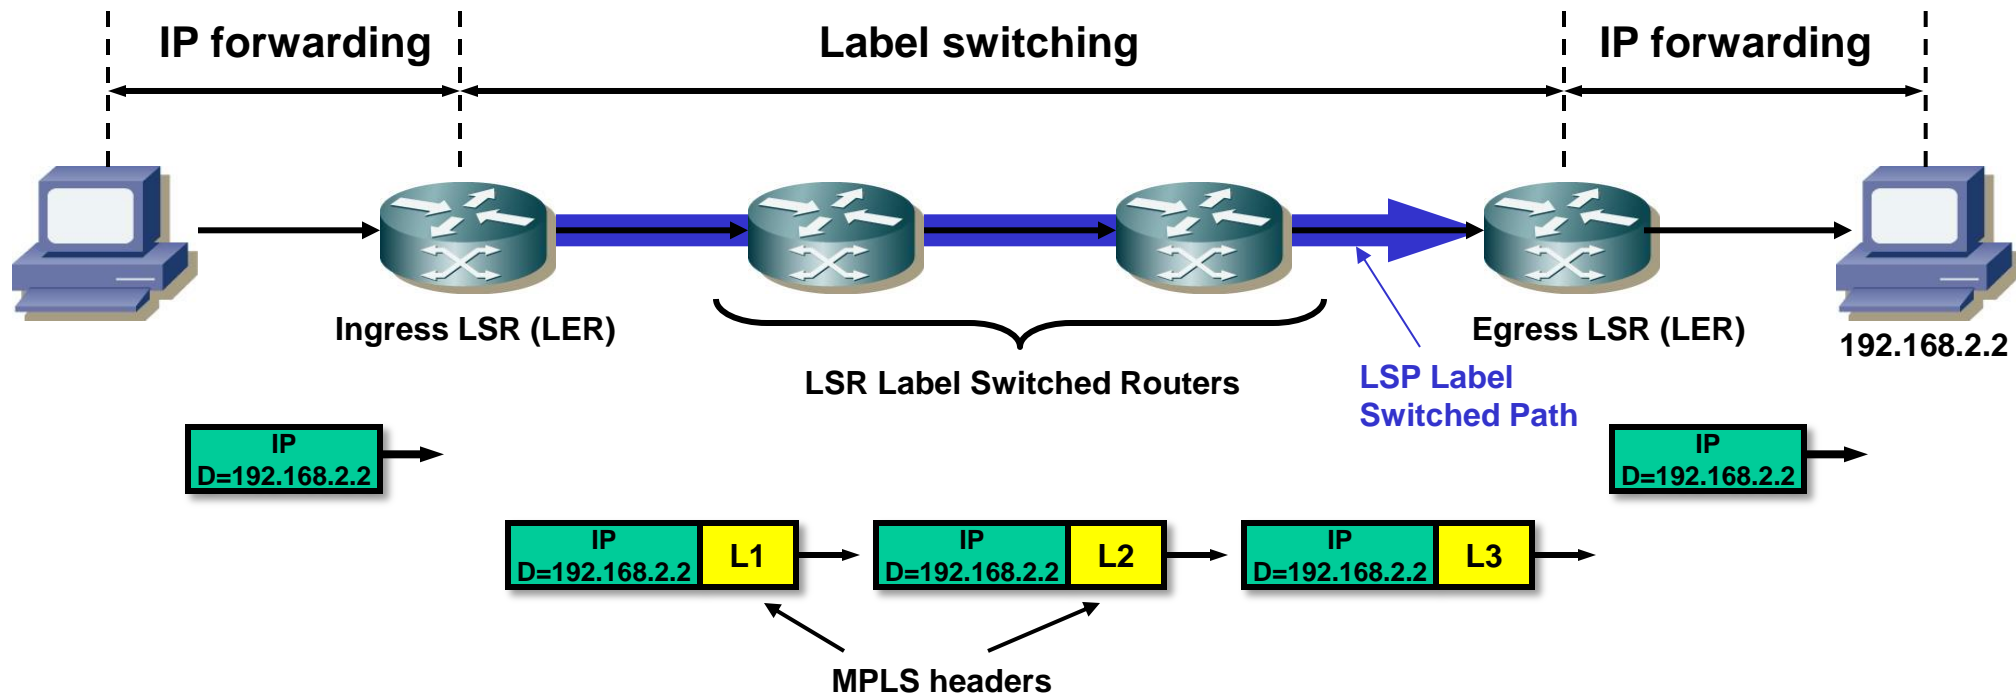 IP forwarding
Label switching
IP forwarding
Ingress LSR (LER)
Egress LSR (LER)
192.168.2.2
LSR Label Switched Routers
LSP Label
Switched Path
IP
D=192.168.2.2
IP
D=192.168.2.2
IP
D=192.168.2.2
L1
IP
D=192.168.2.2
L2
IP
D=192.168.2.2
L3
MPLS headers